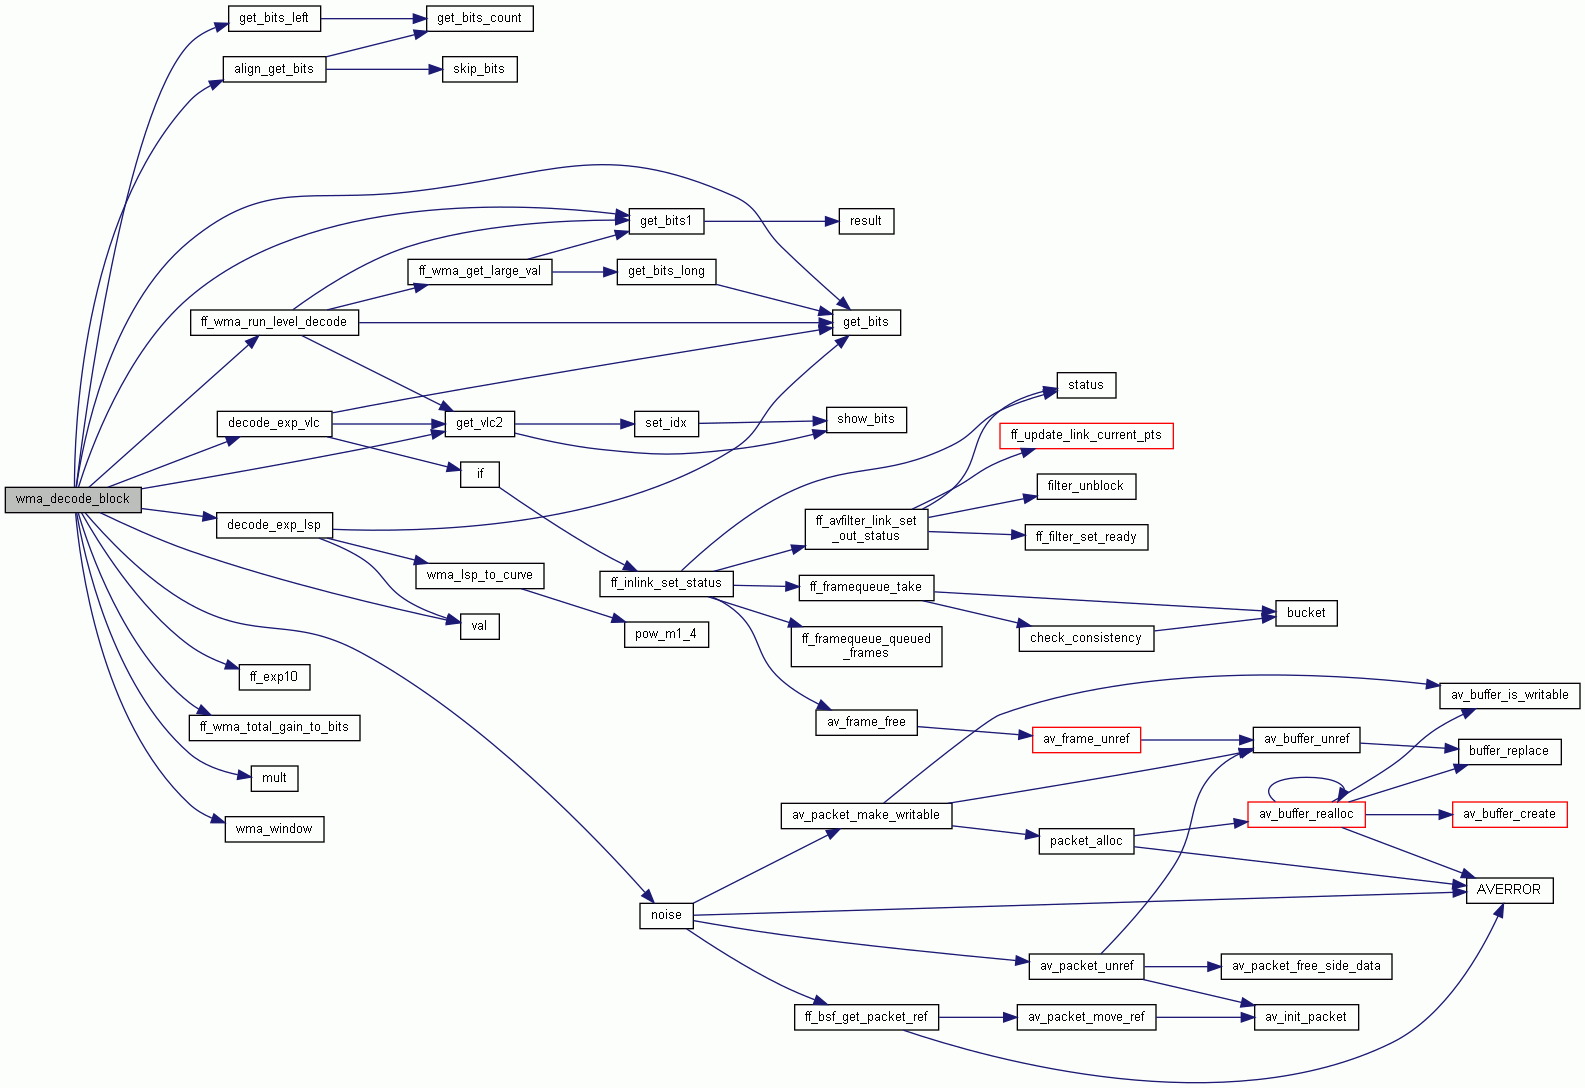 get_bits_left
get_bits_count
align_get_bits
skip_bits
get_bits1
result
ff_wma_get_large_val
get_bits_long
ff_wma_run_level_decode
get_bits
status
decode_exp_vlc
get_vlc2
set_idx
show_bits
ff_update_link_current_pts
if
filter_unblock
wma_decode_block
decode_exp_lsp
ff_avfilter_link_set
_out_status
ff_filter_set_ready
wma_lsp_to_curve
ff_inlink_set_status
ff_framequeue_take
bucket
val
pow_m1_4
ff_framequeue_queued
_frames
check_consistency
ff_exp10
av_buffer_is_writable
ff_wma_total_gain_to_bits
av_frame_free
av_frame_unref
av_buffer_unref
buffer_replace
mult
wma_window
av_packet_make_writable
packet_alloc
av_buffer_realloc
av_buffer_create
noise
AVERROR
av_packet_unref
av_packet_free_side_data
ff_bsf_get_packet_ref
av_packet_move_ref
av_init_packet